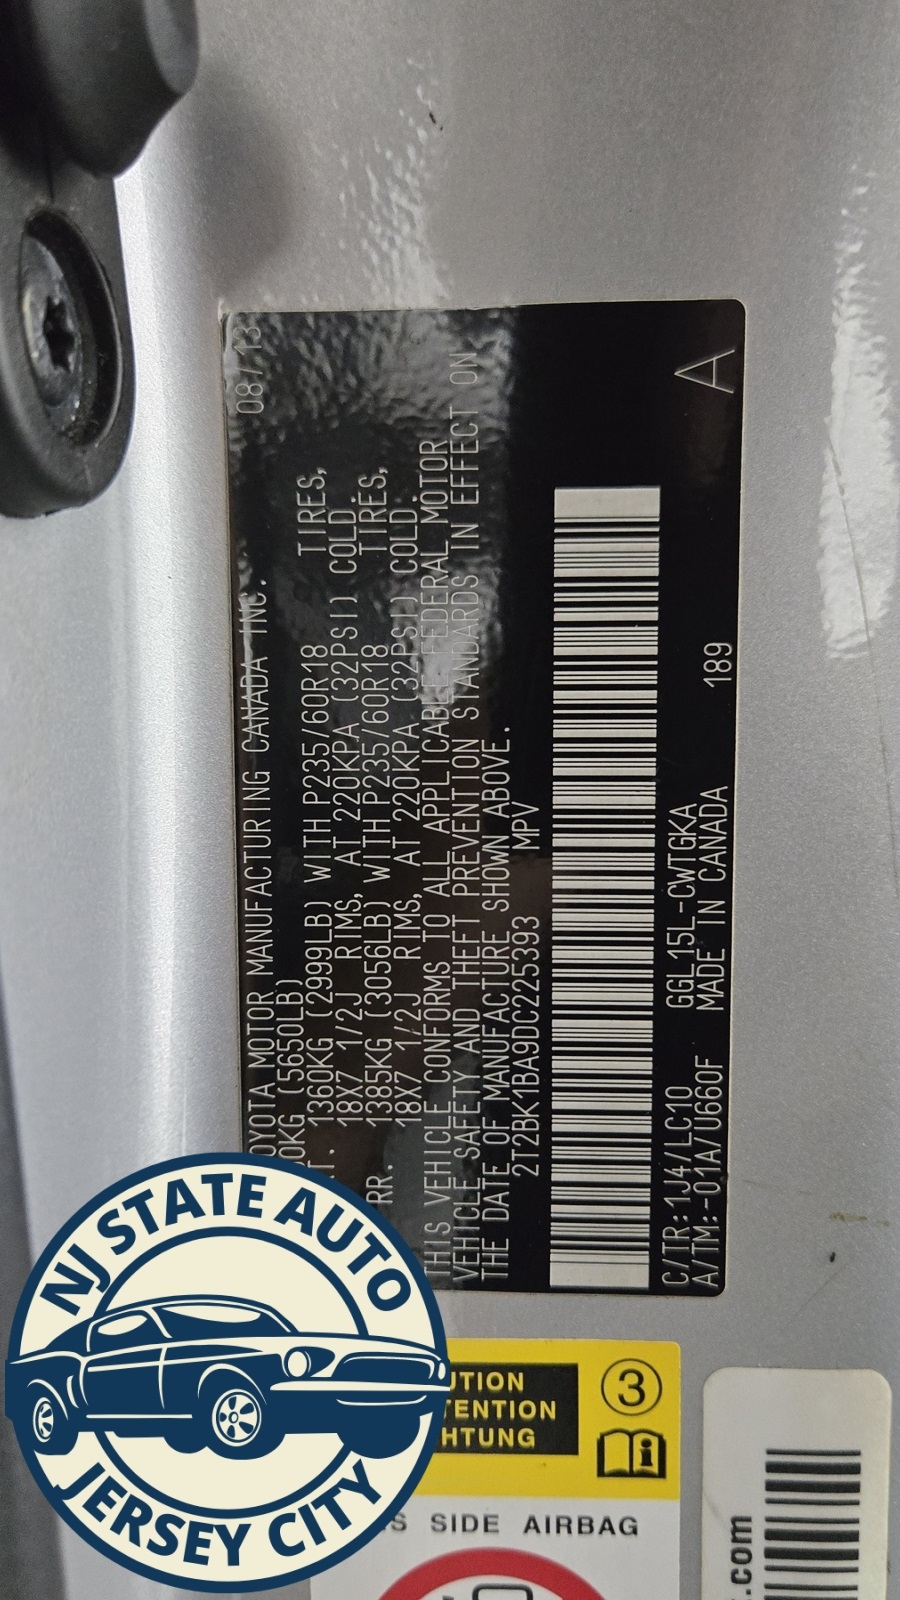 08/13
OYOTA MOTOR MANUFACTURING CANADA INC.
00KG (5650LB)
RT. 1360KG (2999LB) WITH P235/60R18 TIRES,
18X7 1/2J RIMS, AT 220KPA (32PSI) COLD.
RR. 1385KG (3056LB) WITH P235/60R18 TIRES,
18X7 1/2J RIMS, AT 220KPA (32PSI) COLD.
THIS VEHICLE CONFORMS TO ALL APPLICABLE FEDERAL MOTOR
VEHICLE SAFETY AND THEFT PREVENTION STANDARDS IN EFFECT ON
THE DATE OF MANUFACTURE SHOWN ABOVE.
2T2BK1BA9DC225393 MPV
C/TR:1J4/LC10 GGL15L-CWTGKA
A/TM:-01A/U660F MADE IN CANADA 189
A
NJ STATE AUTO
JERSEY CITY
UTION
TENTION
HTUNG
3
S SIDE AIRBAG
.com